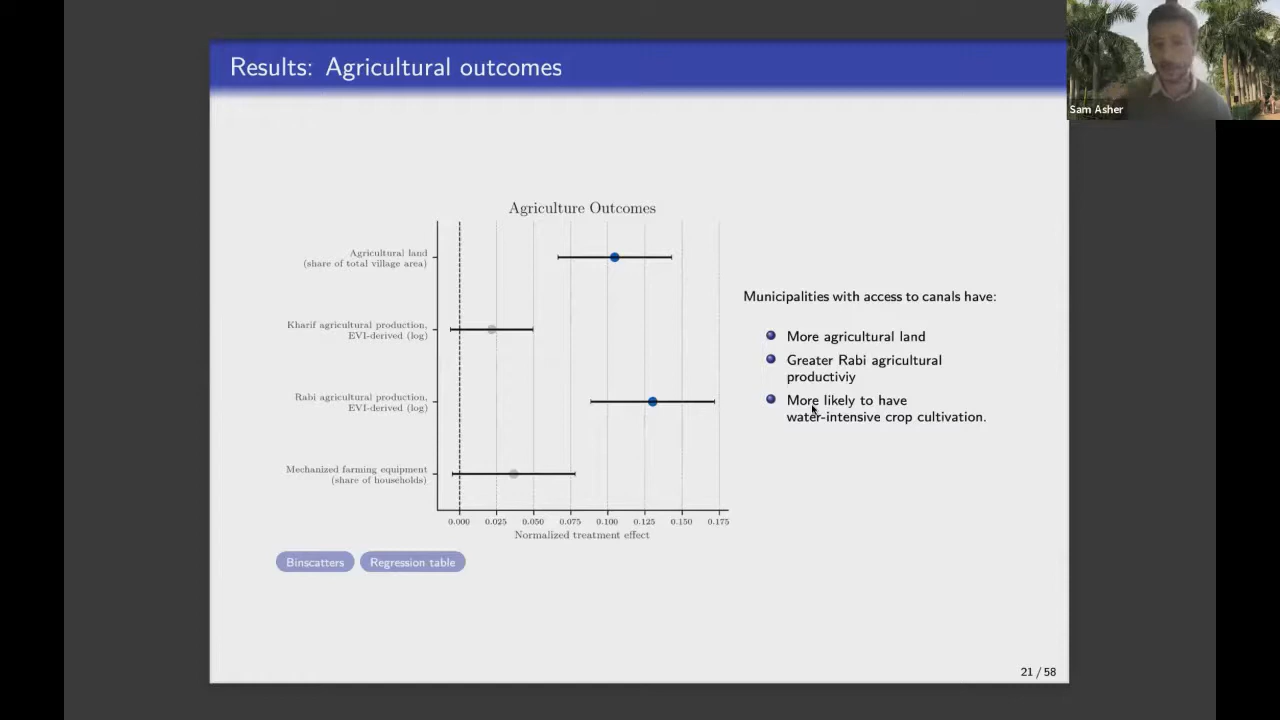 Results: Agricultural outcomes
Sam Asher
Agriculture Outcomes
Agricultural land
(share of total village area)
Kharif agricultural production,
EVI-derived (log)
Rabi agricultural production,
EVI-derived (log)
Mechanized farming equipment
(share of households)
0.000 0.025 0.050 0.075 0.100 0.125 0.150 0.175
Normalized treatment effect
Municipalities with access to canals have:
More agricultural land
Greater Rabi agricultural
productiviy
More likely to have
water-intensive crop cultivation.
Binscatters Regression table
21 / 58